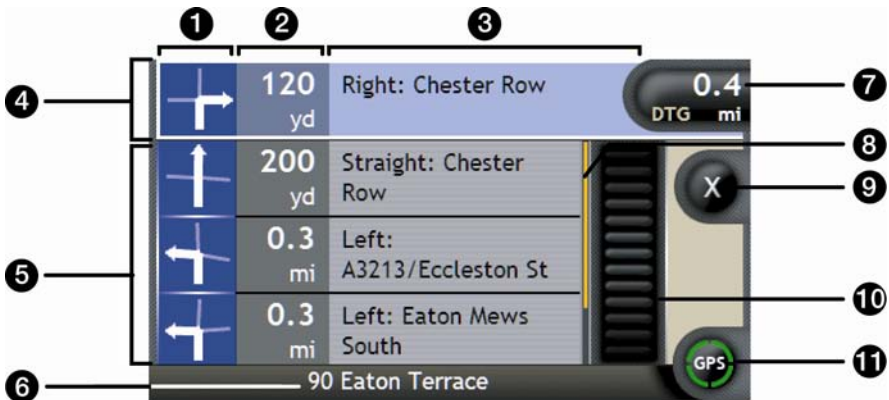 1 2 3
4 120 yd Right: Chester Row 0.4 DTG mi 7
8
200 yd Straight: Chester Row X 9
5 0.3 mi Left: A3213/Eccleston St
10
0.3 mi Left: Eaton Mews South GPS 11
6 90 Eaton Terrace